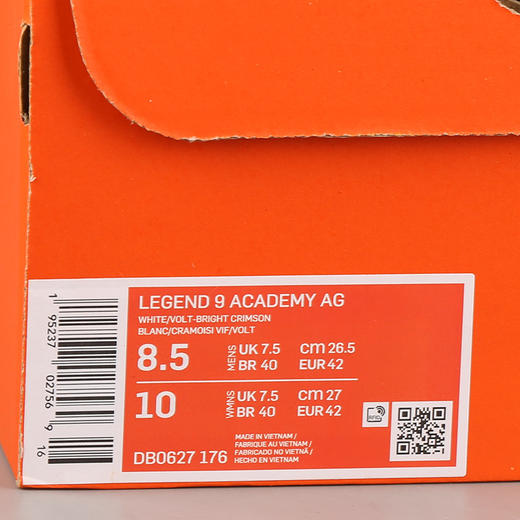 LEGEND 9 ACADEMY AG
WHITE/VOLT-BRIGHT CRIMSON
BLANC/CRAMOISI VIF/VOLT
8.5 MENS UK 7.5 cm 26.5
BR 40 EUR 42
10 WMNS UK 7.5 cm 27
BR 40 EUR 42
RFID
MADE IN VIETNAM /
FABRIQUE AU VIETNAM /
FABRICADO NO VIETNÃ /
HECHO EN VIETNAM
DB0627 176
1 95237 02756 9
16